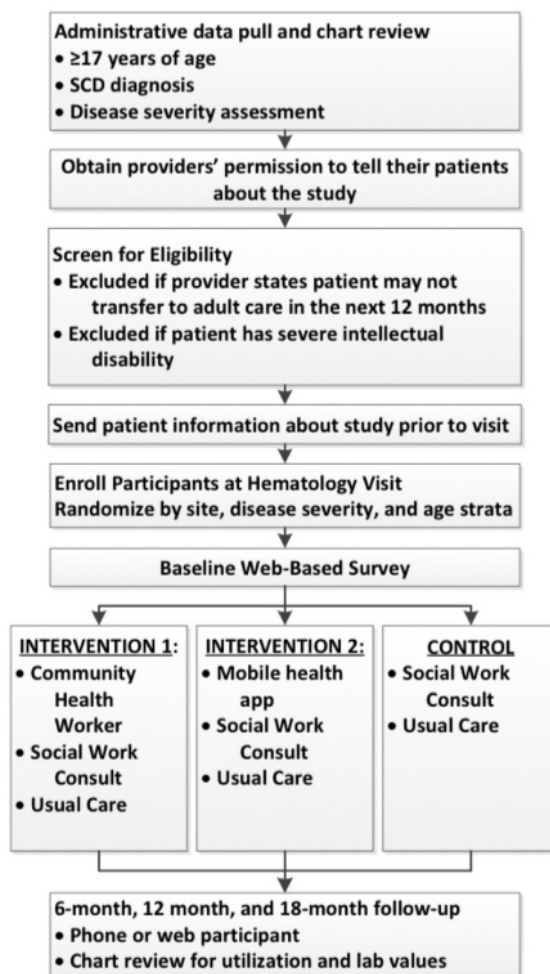 Administrative data pull and chart review
• ≥17 years of age
• SCD diagnosis
• Disease severity assessment
Obtain providers' permission to tell their patients
about the study
Screen for Eligibility
• Excluded if provider states patient may not
transfer to adult care in the next 12 months
• Excluded if patient has severe intellectual
disability
Send patient information about study prior to visit
Enroll Participants at Hematology Visit
Randomize by site, disease severity, and age strata
Baseline Web-Based Survey
INTERVENTION 1:
• Community
Health
Worker
• Social Work
Consult
• Usual Care
INTERVENTION 2:
• Mobile health
app
• Social Work
Consult
• Usual Care
CONTROL
• Social Work
Consult
• Usual Care
6-month, 12 month, and 18-month follow-up
• Phone or web participant
• Chart review for utilization and lab values